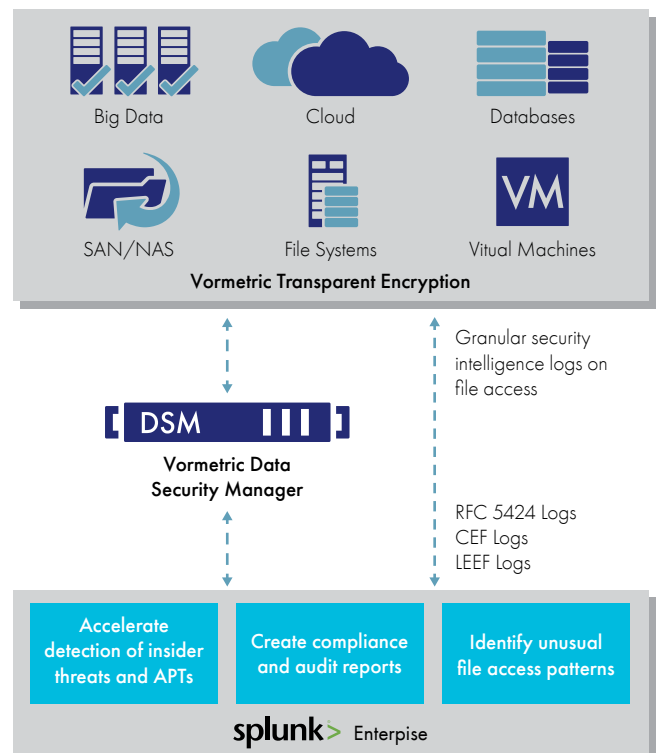 Big Data
Cloud
Databases
VM
SAN/NAS
File Systems
Vitual Machines
Vormetric Transparent Encryption
Granular security
intelligence logs on
file access
DSM
Vormetric Data
Security Manager
RFC 5424 Logs
CEF Logs
LEEF Logs
Accelerate
detection of insider
threats and APTs
Create compliance
and audit reports
Identify unusual
file access patterns
splunk> Enterpise